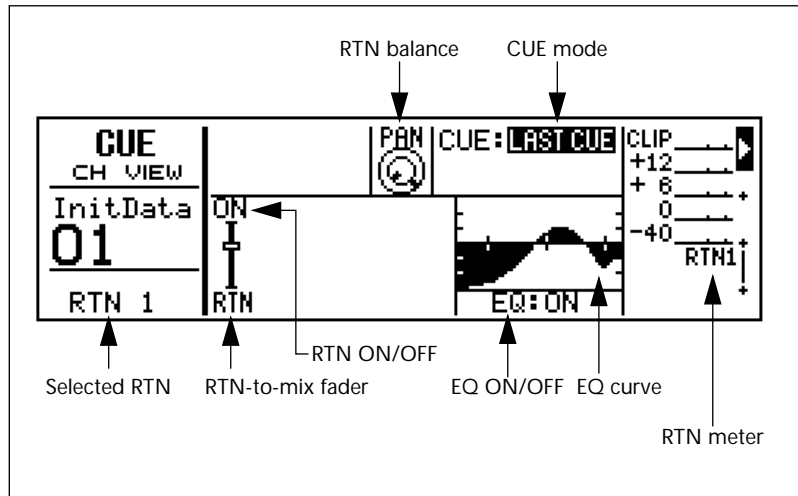 RTN balance
CUE mode
CUE
CH VIEW
InitData
01
RTN 1
ON
RTN
PAN
CUE:LAST CUE
EQ:ON
CLIP
+12
+ 6
0
-40
RTN1
RTN ON/OFF
Selected RTN
RTN-to-mix fader
EQ ON/OFF
EQ curve
RTN meter